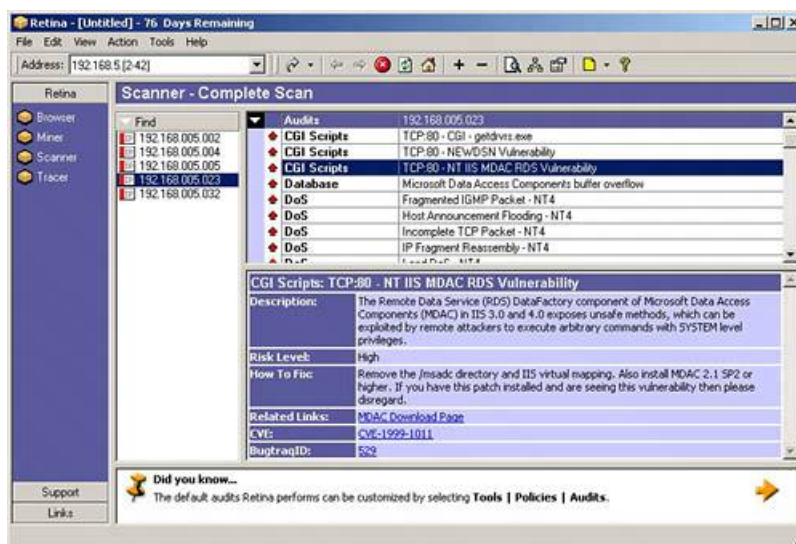 Retina - [Untitled] - 76 Days Remaining
File Edit View Action Tools Help
Address: 192.168.5.[2-42]
Retina
Browser
Miner
Scanner
Tracer
Support
Links
Scanner - Complete Scan
Find
192.168.005.002
192.168.005.004
192.168.005.005
192.168.005.023
192.168.005.032
Audits 192.168.005.023
CGI Scripts TCP:80 - CGI - getdrvrs.exe
CGI Scripts TCP:80 - NEWDSN Vulnerability
CGI Scripts TCP:80 - NT IIS MDAC RDS Vulnerability
Database Microsoft Data Access Components buffer overflow
DoS Fragmented IGMP Packet - NT4
DoS Host Announcement Flooding - NT4
DoS Incomplete TCP Packet - NT4
DoS IP Fragment Reassembly - NT4
DoS Land DoS - NT4
CGI Scripts: TCP:80 - NT IIS MDAC RDS Vulnerability
Description: The Remote Data Service (RDS) DataFactory component of Microsoft Data Access
Components (MDAC) in IIS 3.0 and 4.0 exposes unsafe methods, which can be
exploited by remote attackers to execute arbitrary commands with SYSTEM level
privileges.
Risk Level: High
How To Fix: Remove the /msadc directory and IIS virtual mapping. Also install MDAC 2.1 SP2 or
higher. If you have this patch installed and are seeing this vulnerability then please
disregard.
Related Links: MDAC Download Page
CVE: CVE-1999-1011
BugtraqID: 529
Did you know...
The default audits Retina performs can be customized by selecting Tools | Policies | Audits.